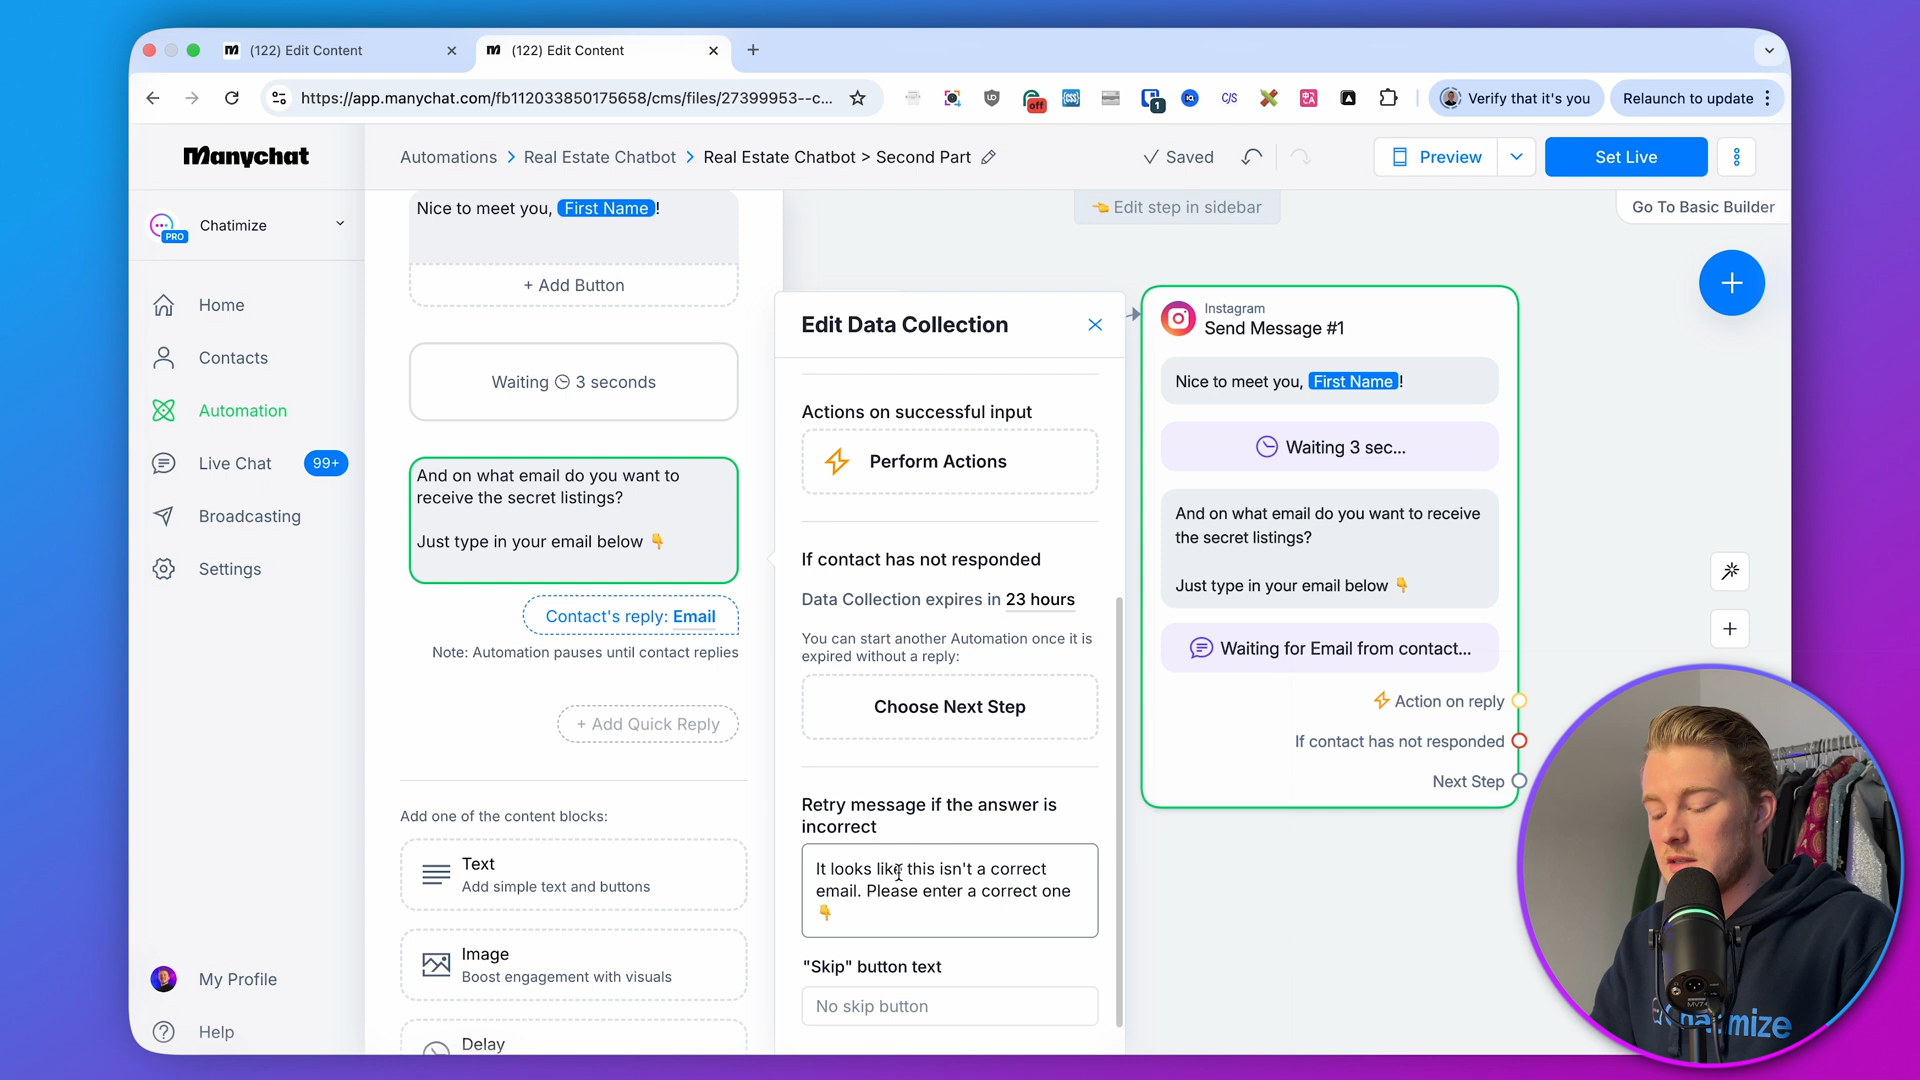 (122) Edit Content
(122) Edit Content
https://app.manychat.com/fb112033850175658/cms/files/27399953--c...
off
1
C/S
Verify that it's you
Relaunch to update
Manychat
Automations > Real Estate Chatbot > Real Estate Chatbot > Second Part
Saved
Preview
Set Live
Chatimize
PRO
Home
Contacts
Automation
Live Chat
99+
Broadcasting
Settings
My Profile
Help
Nice to meet you, First Name!
+ Add Button
Waiting 3 seconds
And on what email do you want to
receive the secret listings?
Just type in your email below 👇
Contact's reply: Email
Note: Automation pauses until contact replies
+ Add Quick Reply
Add one of the content blocks:
Text
Add simple text and buttons
Image
Boost engagement with visuals
Delay
Edit Data Collection
Actions on successful input
Perform Actions
If contact has not responded
Data Collection expires in 23 hours
You can start another Automation once it is
expired without a reply:
Choose Next Step
Retry message if the answer is
incorrect
It looks like this isn't a correct
email. Please enter a correct one
👇
"Skip" button text
No skip button
👈 Edit step in sidebar
Go To Basic Builder
Instagram
Send Message #1
Nice to meet you, First Name!
Waiting 3 sec...
And on what email do you want to receive
the secret listings?
Just type in your email below 👇
Waiting for Email from contact...
Action on reply
If contact has not responded
Next Step
MV7+
Chatimize